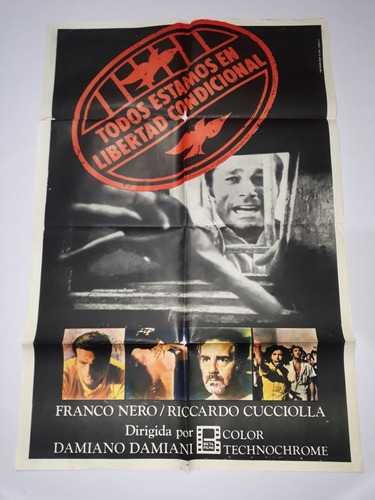 TODOS ESTAMOS EN
LIBERTAD CONDICIONAL
FRANCO NERO/RICCARDO CUCCIOLLA
Dirigida por
DAMIANO DAMIANI
COLOR
TECHNOCHROME